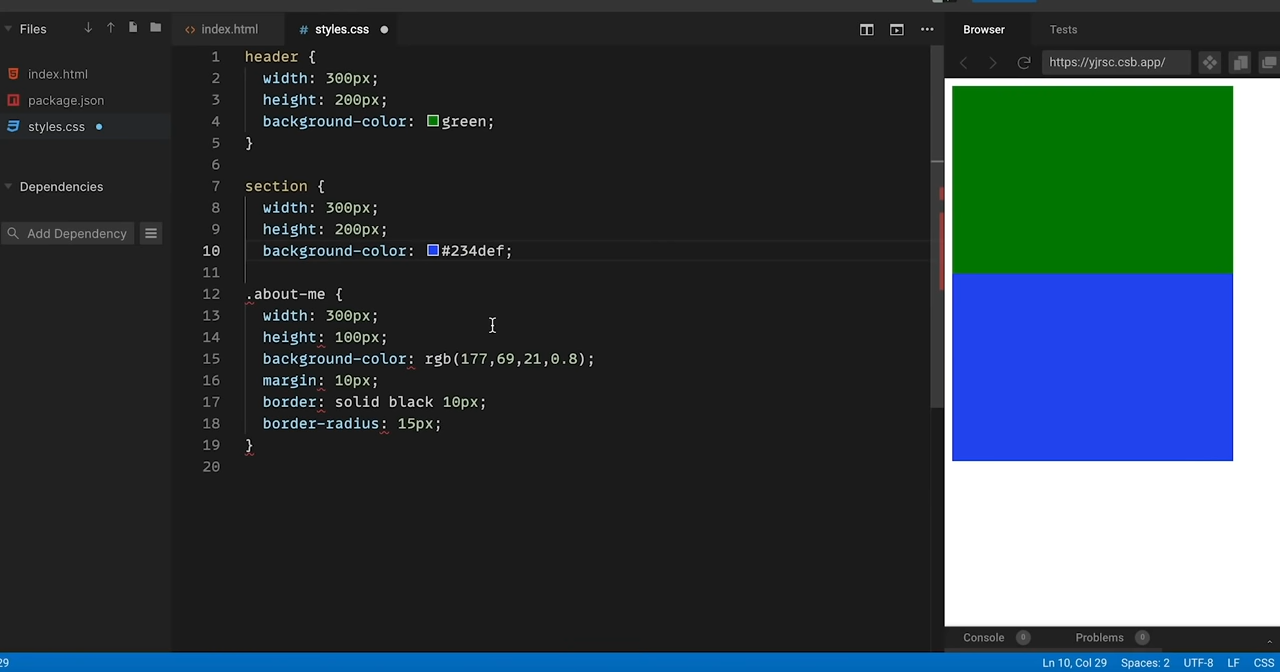 Files
index.html
package.json
styles.css
Dependencies
Add Dependency
index.html
styles.css
1 header {
2 width: 300px;
3 height: 200px;
4 background-color: green;
5 }
6
7 section {
8 width: 300px;
9 height: 200px;
10 background-color: #234def;
11
12 .about-me {
13 width: 300px;
14 height: 100px;
15 background-color: rgb(177,69,21,0.8);
16 margin: 10px;
17 border: solid black 10px;
18 border-radius: 15px;
19 }
20
Browser Tests
https://yjrsc.csb.app/
Console 0 Problems 0
29 Ln 10, Col 29 Spaces: 2 UTF-8 LF CSS